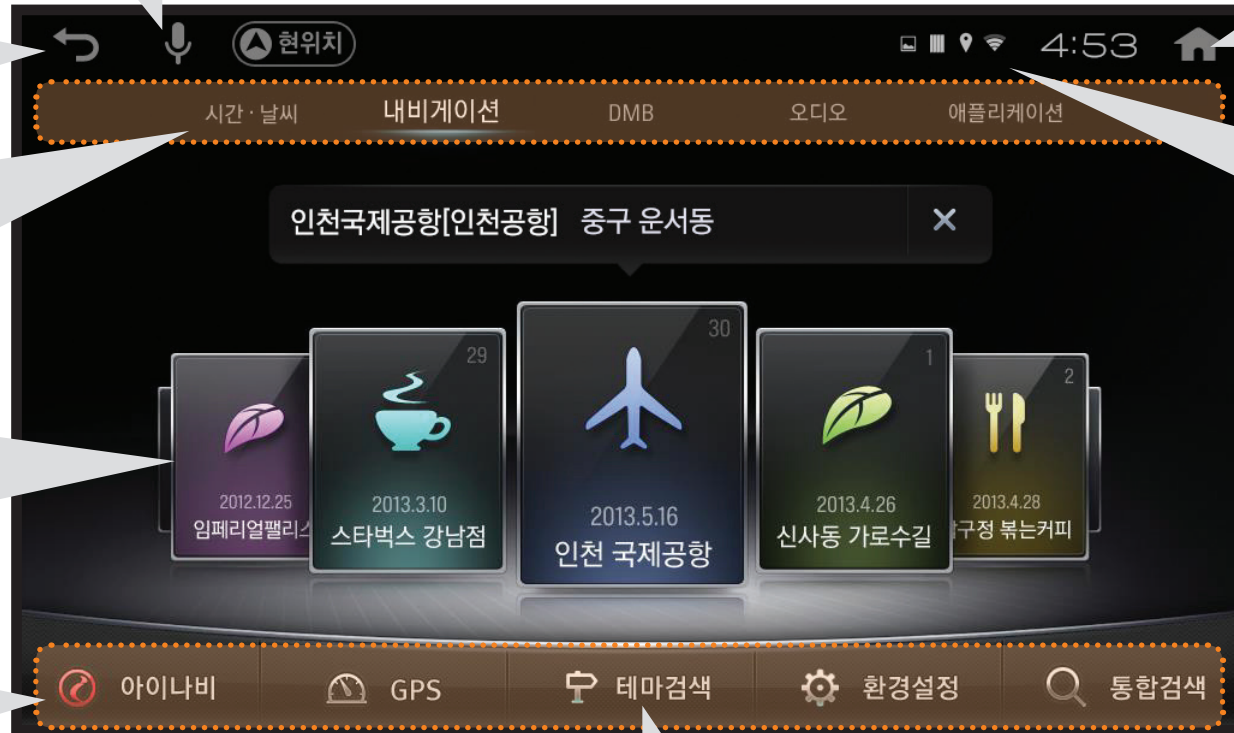 현위치
4:53
시간 · 날씨
내비게이션
DMB
오디오
애플리케이션
인천국제공항[인천공항] 중구 운서동
2012.12.25
임페리얼팰리스
29
2013.3.10
스타벅스 강남점
30
2013.5.16
인천 국제공항
1
2013.4.26
신사동 가로수길
2
2013.4.28
구정 볶는커피
아이나비
GPS
테마검색
환경설정
통합검색